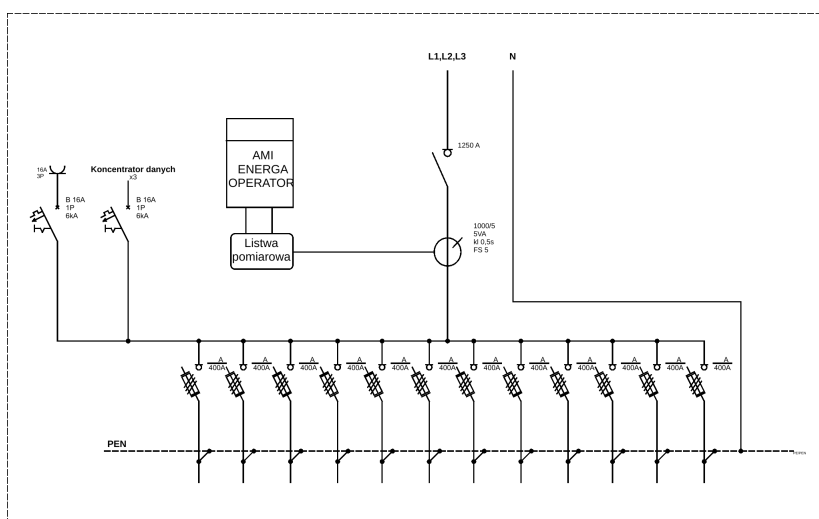 L1,L2,L3
N
1250 A
AMI
ENERGA
OPERATOR
16A
3P
Koncentrator danych
x3
B 16A
1P
6kA
B 16A
1P
6kA
Listwa
pomiarowa
1000/5
5VA
kl 0,5s
FS 5
A
400A
A
400A
A
400A
A
400A
A
400A
A
400A
A
400A
A
400A
A
400A
A
400A
A
400A
A
400A
PEN